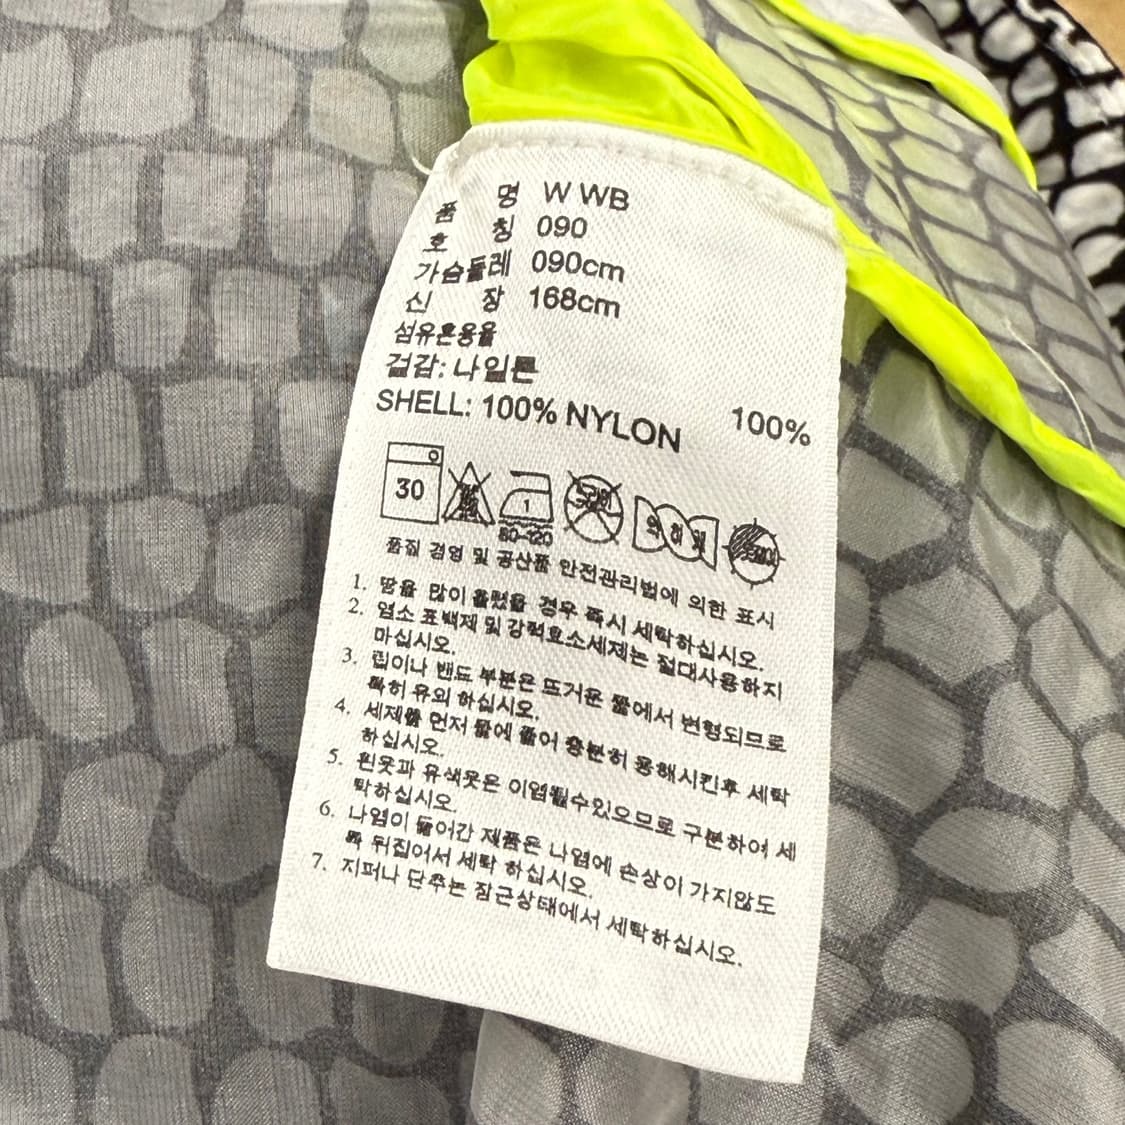 품 명 W WB
호 칭 090
가슴둘레 090cm
신 장 168cm
섬유혼용율
겉감: 나일론 100%
SHELL: 100% NYLON
30
1
80-120
약하게
품질 경영 및 공산품 안전관리법에 의한 표시
1. 땀을 많이 흘렸을 경우 즉시 세탁하십시오.
2. 염소 표백제 및 강력효소세제는 절대사용하지
마십시오.
3. 립이나 밴드 부분은 뜨거운 물에서 변형되므로
특히 유의 하십시오.
4. 세제를 먼저 물에 풀어 충분히 용해시킨후 세탁
하십시오.
5. 흰옷과 유색옷은 이염될수있으므로 구분하여 세
탁하십시오.
6. 나염이 들어간 제품은 나염에 손상이 가지않도
록 뒤집어서 세탁 하십시오.
7. 지퍼나 단추는 잠근상태에서 세탁하십시오.